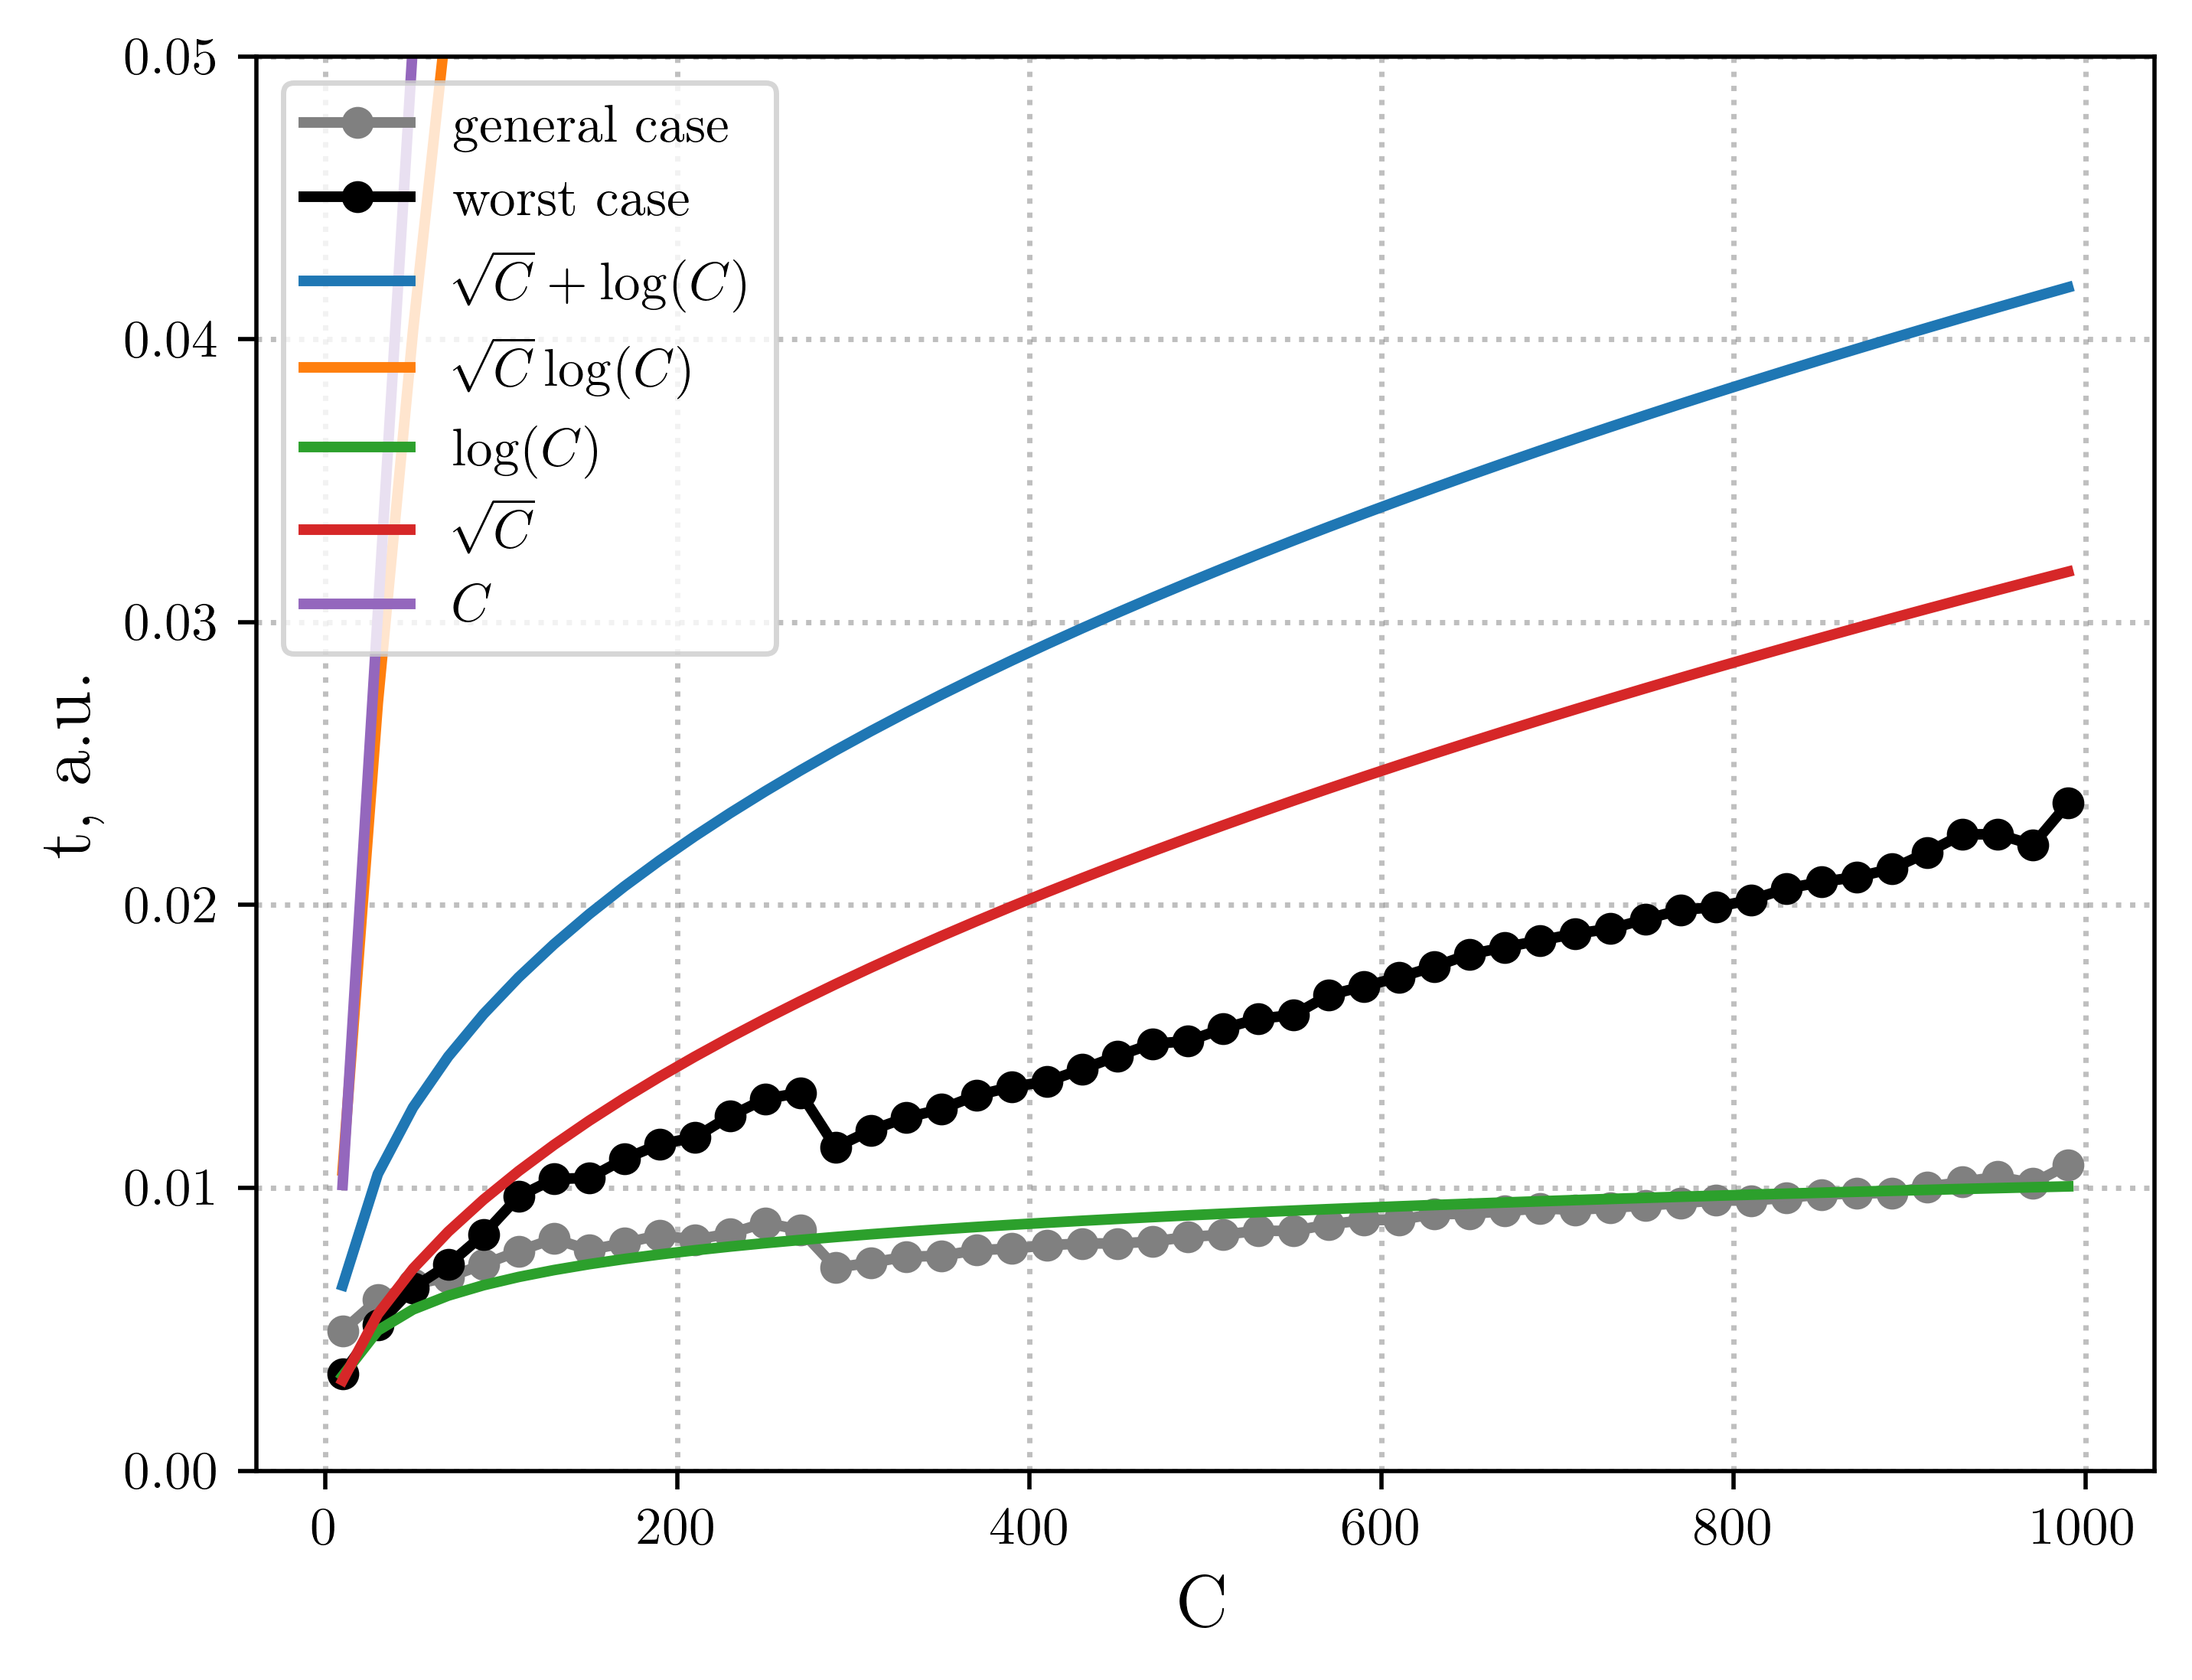 0.05
0.04
0.03
0.02
0.01
0.00
t, a.u.
general case
worst case
√C + log(C)
√C log(C)
log(C)
√C
C
0 200 400 600 800 1000
C